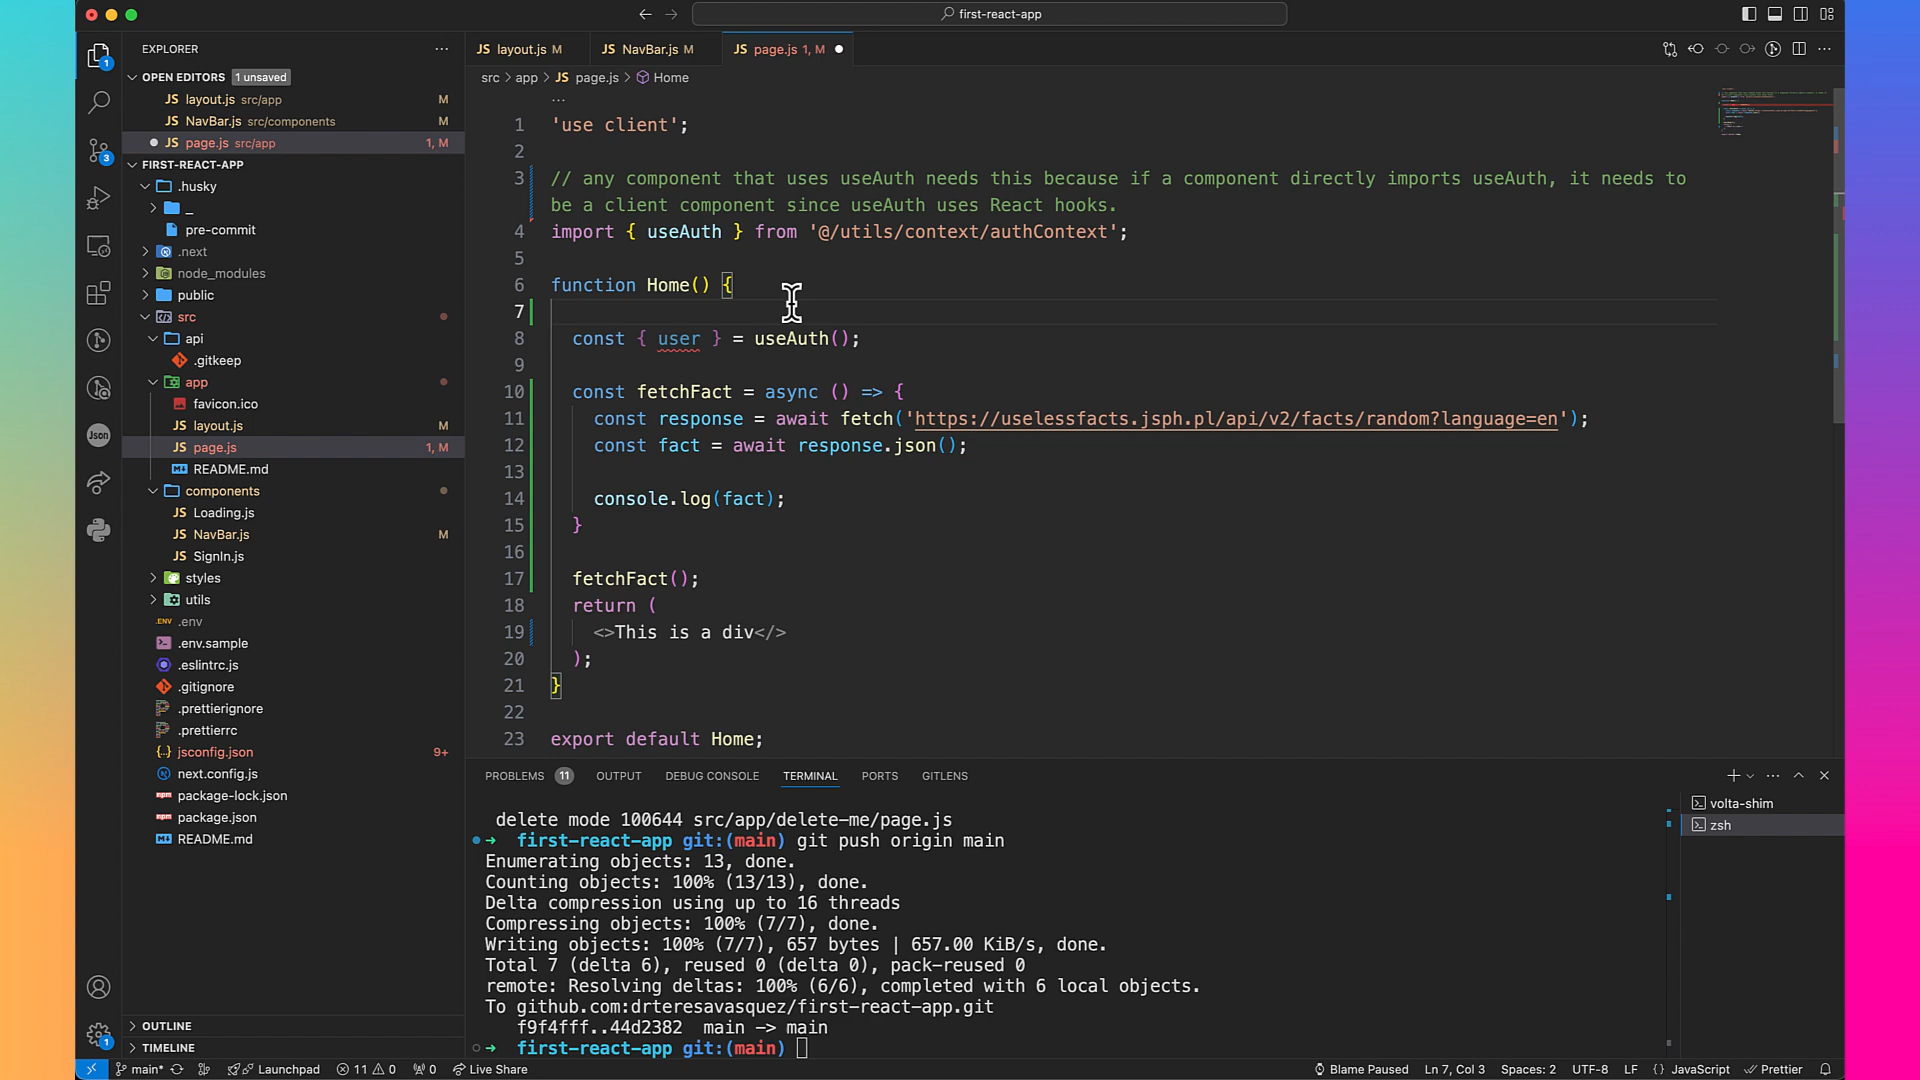 first-react-app
EXPLORER
OPEN EDITORS 1 unsaved
layout.js src/app M
NavBar.js src/components M
page.js src/app 1, M
FIRST-REACT-APP
.husky
_
pre-commit
.next
node_modules
public
src
api
.gitkeep
app
favicon.ico
layout.js M
page.js 1, M
README.md
components
Loading.js
NavBar.js M
SignIn.js
styles
utils
.env
.env.sample
.eslintrc.js
.gitignore
.prettierignore
.prettierrc
jsconfig.json 9+
next.config.js
package-lock.json
package.json
README.md
OUTLINE
TIMELINE
layout.js M
NavBar.js M
page.js 1, M
src > app > JS page.js > Home
...
1 'use client';
2
3 // any component that uses useAuth needs this because if a component directly imports useAuth, it needs to
be a client component since useAuth uses React hooks.
4 import { useAuth } from '@/utils/context/authContext';
5
6 function Home() {
7
8 const { user } = useAuth();
9
10 const fetchFact = async () => {
11 const response = await fetch('https://uselessfacts.jsph.pl/api/v2/facts/random?language=en');
12 const fact = await response.json();
13
14 console.log(fact);
15 }
16
17 fetchFact();
18 return (
19 <>This is a div</>
20 );
21 }
22
23 export default Home;
PROBLEMS 11 OUTPUT DEBUG CONSOLE TERMINAL PORTS GITLENS
delete mode 100644 src/app/delete-me/page.js
➜ first-react-app git:(main) git push origin main
Enumerating objects: 13, done.
Counting objects: 100% (13/13), done.
Delta compression using up to 16 threads
Compressing objects: 100% (7/7), done.
Writing objects: 100% (7/7), 657 bytes | 657.00 KiB/s, done.
Total 7 (delta 6), reused 0 (delta 0), pack-reused 0
remote: Resolving deltas: 100% (6/6), completed with 6 local objects.
To github.com:drteresavasquez/first-react-app.git
f9f4fff..44d2382 main -> main
➜ first-react-app git:(main)
volta-shim
zsh
main* Launchpad 11 0 0 Live Share Blame Paused Ln 7, Col 3 Spaces: 2 UTF-8 LF {} JavaScript Prettier